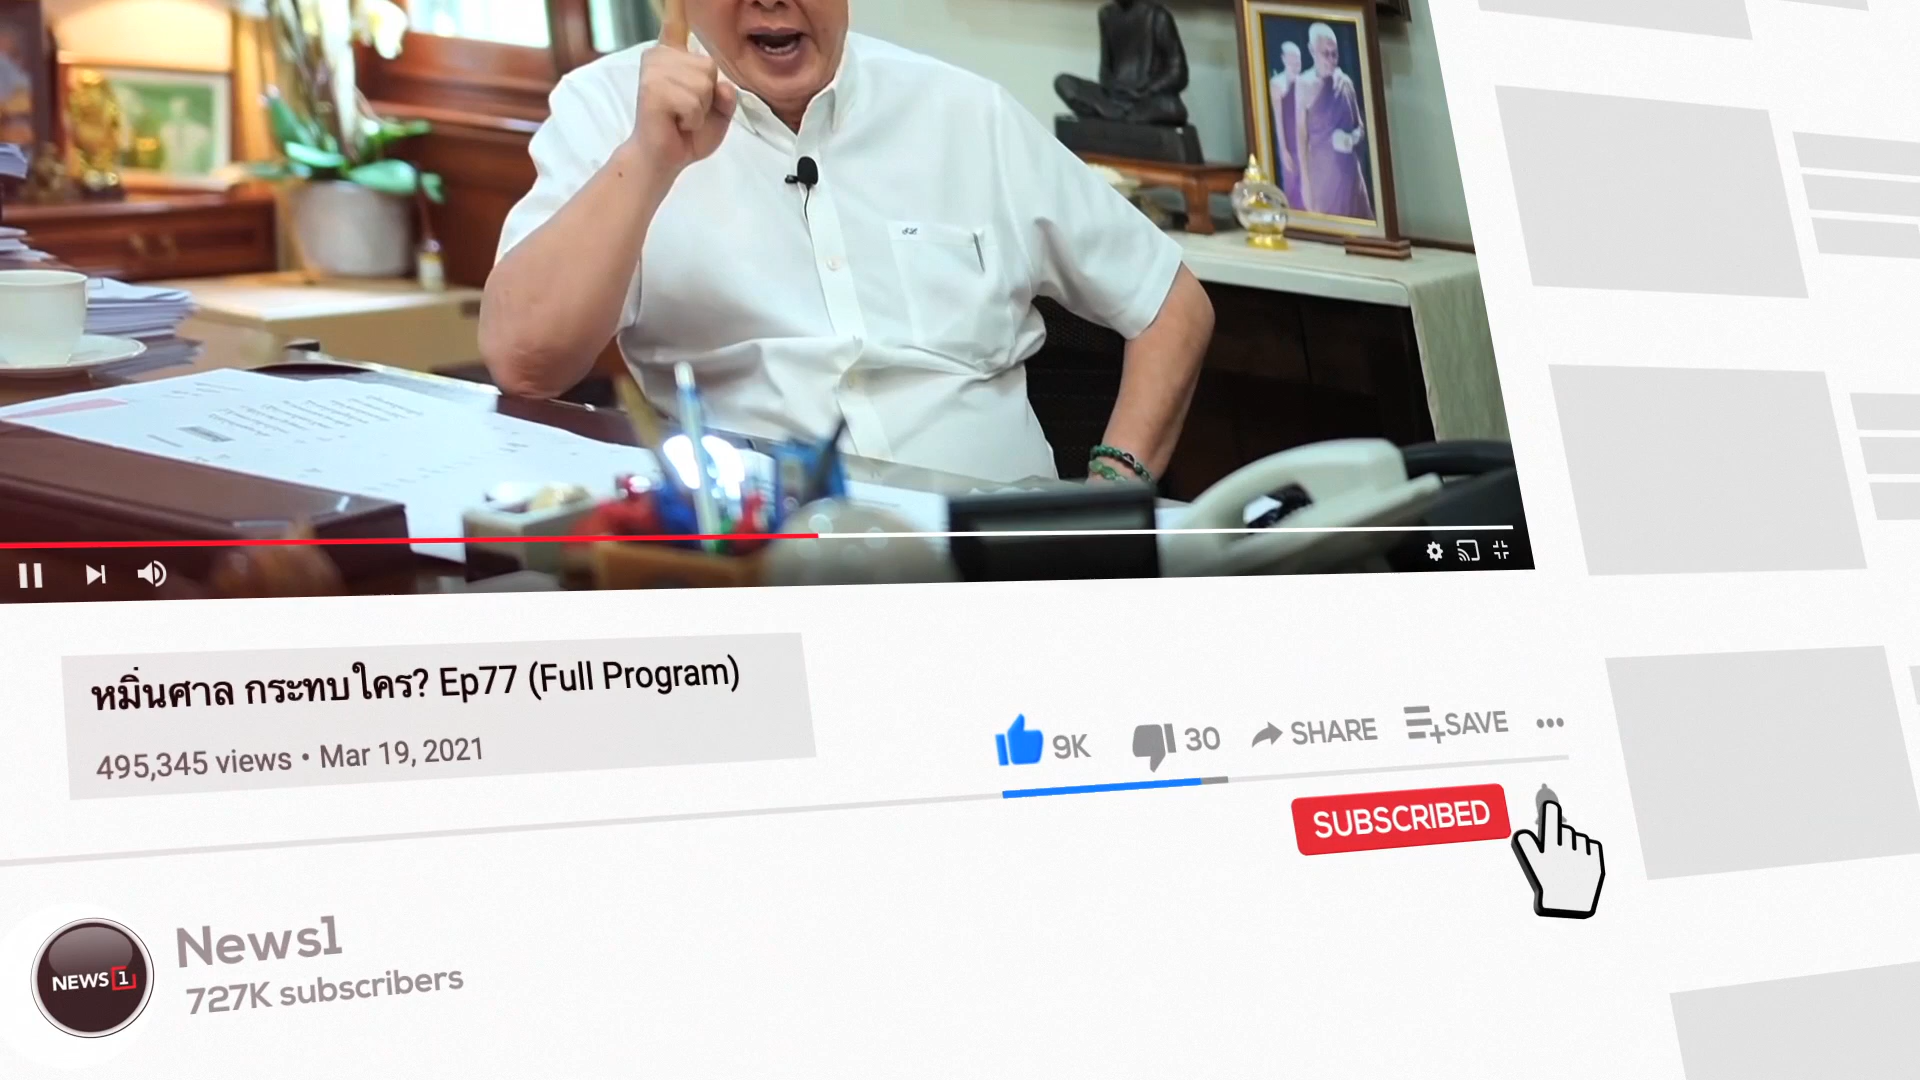 หมิ่นศาล กระทบใคร? Ep77 (Full Program)
495,345 views • Mar 19, 2021
9K
30
SHARE
SAVE
SUBSCRIBED
NEWS 1
News1
727K subscribers